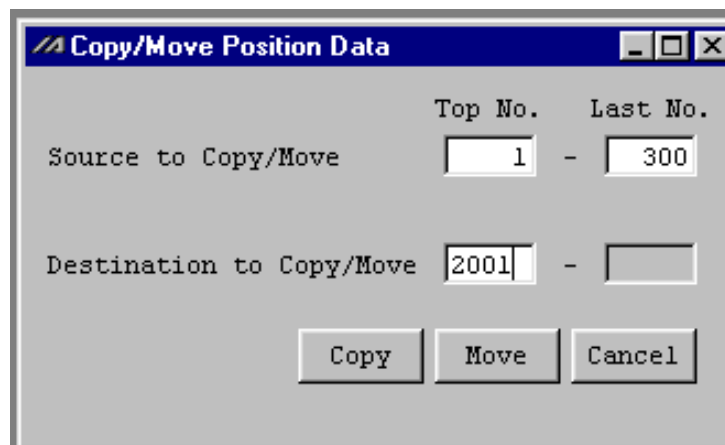 Copy/Move Position Data
Top No. Last No.
Source to Copy/Move 1 - 300
Destination to Copy/Move 2001 -
Copy Move Cancel